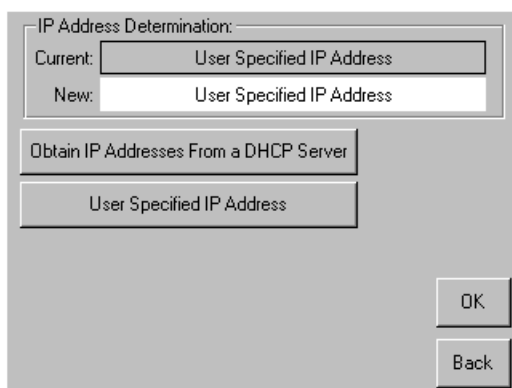 IP Address Determination:
Current: User Specified IP Address
New: User Specified IP Address
Obtain IP Addresses From a DHCP Server
User Specified IP Address
OK
Back